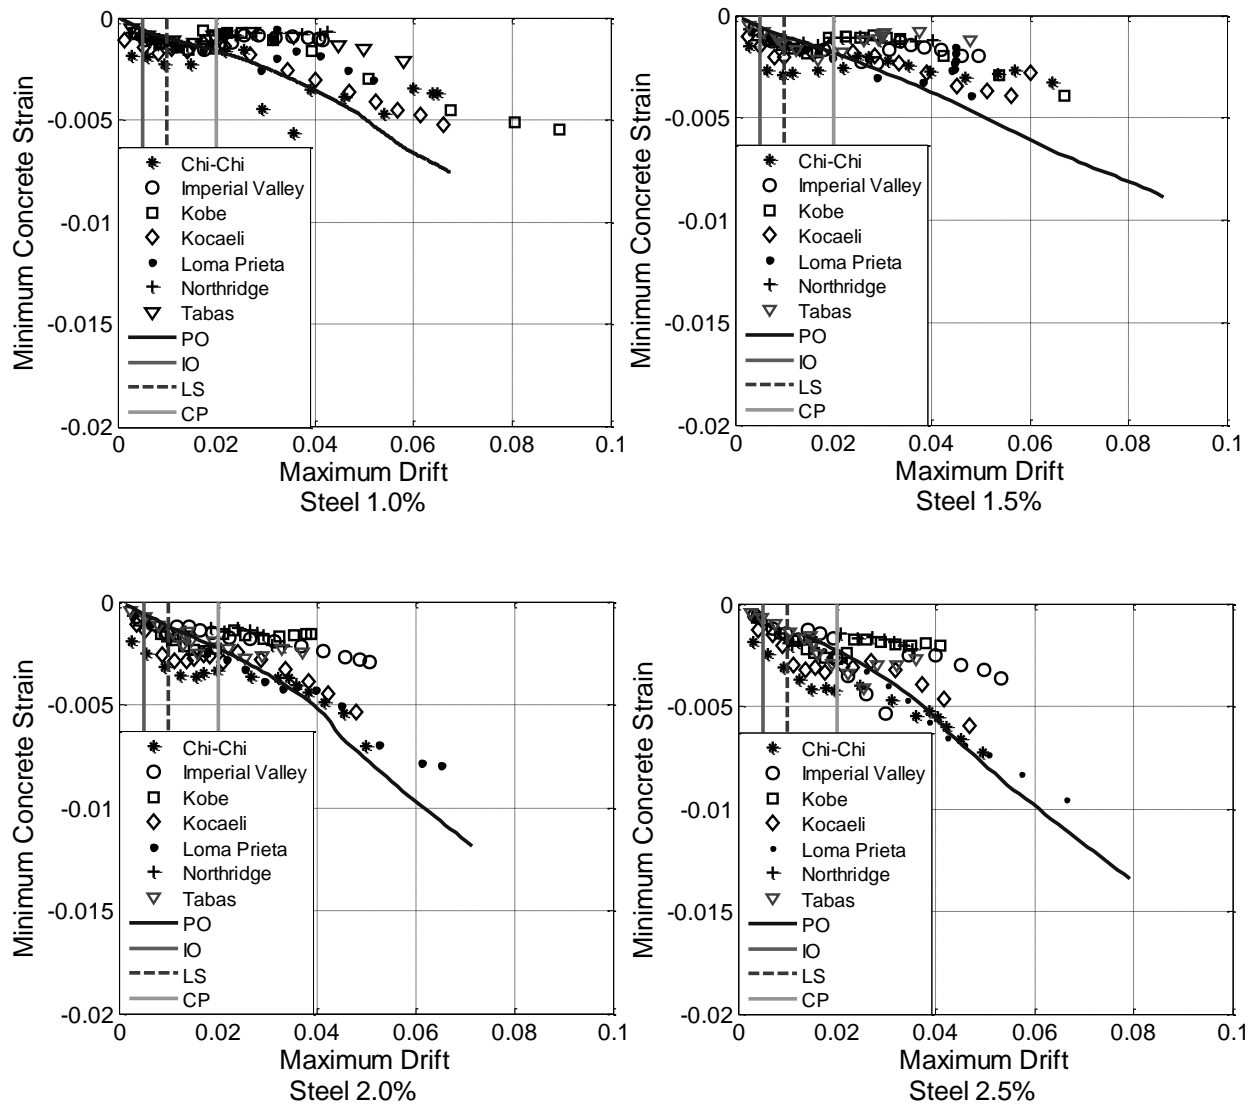 0
-0.005
-0.01
-0.015
-0.02
Minimum Concrete Strain
Chi-Chi
Imperial Valley
Kobe
Kocaeli
Loma Prieta
Northridge
Tabas
PO
IO
LS
CP
0 0.02 0.04 0.06 0.08 0.1
Maximum Drift
Steel 1.0%
0
-0.005
-0.01
-0.015
-0.02
Minimum Concrete Strain
Chi-Chi
Imperial Valley
Kobe
Kocaeli
Loma Prieta
Northridge
Tabas
PO
IO
LS
CP
0 0.02 0.04 0.06 0.08 0.1
Maximum Drift
Steel 1.5%
0
-0.005
-0.01
-0.015
-0.02
Minimum Concrete Strain
Chi-Chi
Imperial Valley
Kobe
Kocaeli
Loma Prieta
Northridge
Tabas
PO
IO
LS
CP
0 0.02 0.04 0.06 0.08 0.1
Maximum Drift
Steel 2.0%
0
-0.005
-0.01
-0.015
-0.02
Minimum Concrete Strain
Chi-Chi
Imperial Valley
Kobe
Kocaeli
Loma Prieta
Northridge
Tabas
PO
IO
LS
CP
0 0.02 0.04 0.06 0.08 0.1
Maximum Drift
Steel 2.5%